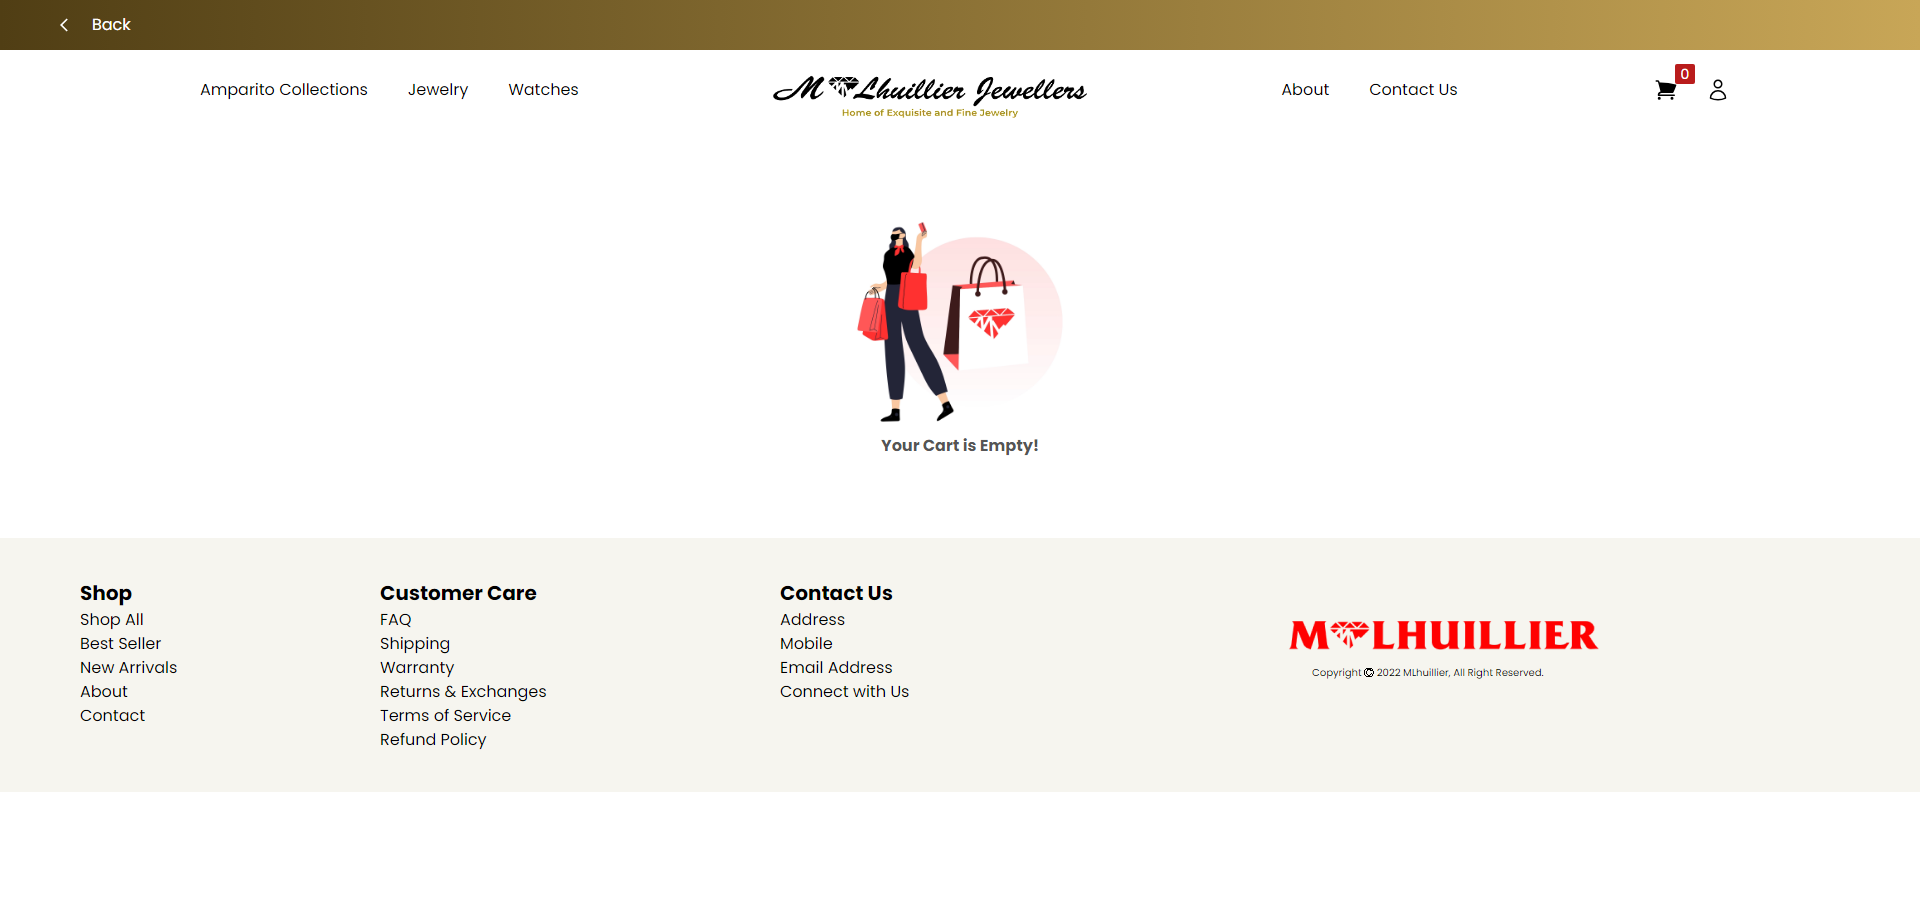 Back
Amparito Collections
Jewelry
Watches
M Lhuillier Jewellers
Home of Exquisite and Fine Jewelry
About
Contact Us
0
Your Cart is Empty!
Shop
Shop All
Best Seller
New Arrivals
About
Contact
Customer Care
FAQ
Shipping
Warranty
Returns & Exchanges
Terms of Service
Refund Policy
Contact Us
Address
Mobile
Email Address
Connect with Us
M LHUILLIER
Copyright © 2022 MLhuillier, All Right Reserved.